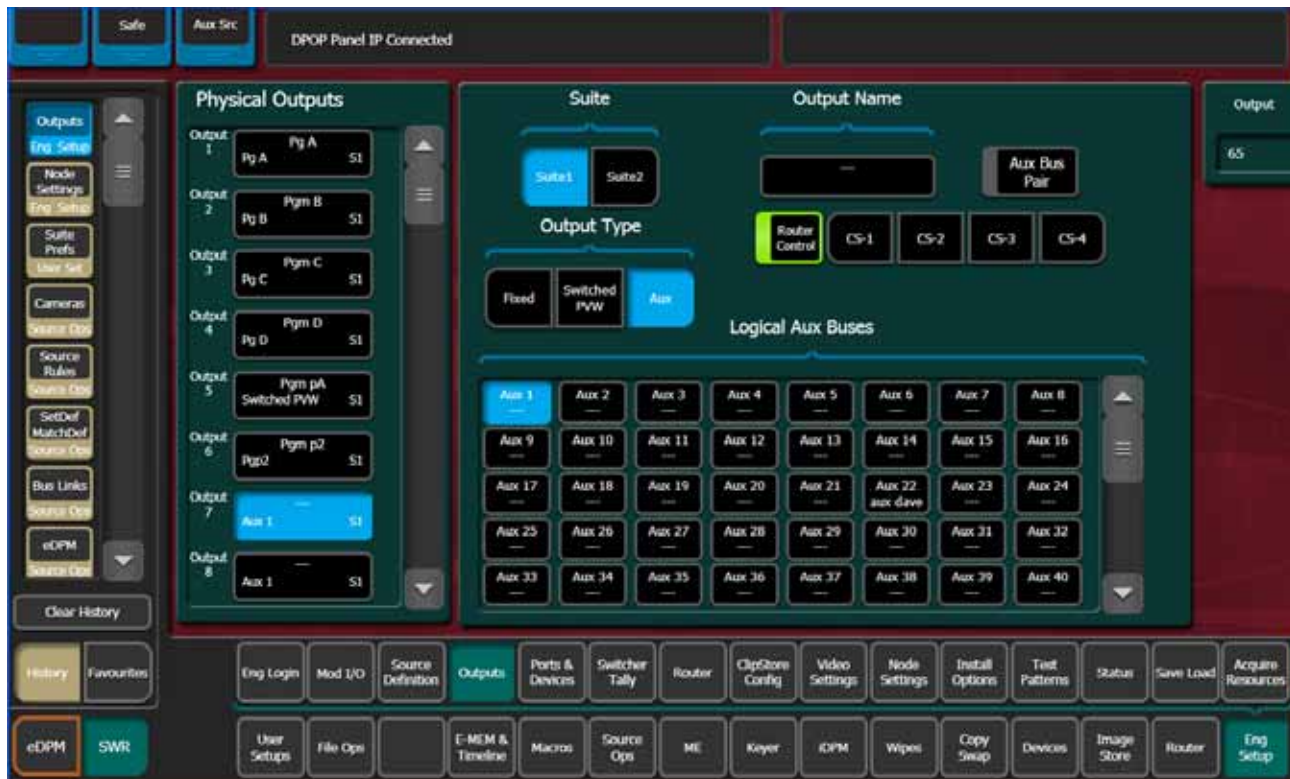 Safe
Aux Src
DPOP Panel IP Connected
Outputs
Eng Setup
Node
Settings
Eng Setup
Suite
Prefs
User Set
Cameras
Source Ops
Source
Rules
Source Ops
SetDef
MatchDef
Source Ops
Bus Links
Source Ops
eDPM
Source Ops
Clear History
History
Favourites
eDPM
SWR
Physical Outputs
Output
1
Pg A
Pg A S1
Output
2
Pgm B
Pg B S1
Output
3
Pgm C
Pg C S1
Output
4
Pgm D
Pg D S1
Output
5
Pgm pA
Switched PVW S1
Output
6
Pgm p2
Pgp2 S1
Output
7
---
Aux 1 S1
Output
8
---
Aux 1 S1
Suite
Suite1
Suite2
Output Type
Fixed
Switched
PVW
Aux
Output Name
---
Aux Bus
Pair
Router
Control
CS-1
CS-2
CS-3
CS-4
Logical Aux Buses
Aux 1 Aux 2 Aux 3 Aux 4 Aux 5 Aux 6 Aux 7 Aux 8
--- --- --- --- --- --- --- ---
Aux 9 Aux 10 Aux 11 Aux 12 Aux 13 Aux 14 Aux 15 Aux 16
--- --- --- --- --- --- --- ---
Aux 17 Aux 18 Aux 19 Aux 20 Aux 21 Aux 22 Aux 23 Aux 24
--- --- --- --- --- aux dave --- ---
Aux 25 Aux 26 Aux 27 Aux 28 Aux 29 Aux 30 Aux 31 Aux 32
--- --- --- --- --- --- --- ---
Aux 33 Aux 34 Aux 35 Aux 36 Aux 37 Aux 38 Aux 39 Aux 40
--- --- --- --- --- --- --- ---
Output
65
Eng Login
Mod I/O
Source
Definition
Outputs
Ports &
Devices
Switcher
Tally
Router
ClipStore
Config
Video
Settings
Node
Settings
Install
Options
Test
Patterns
Status
Save Load
Acquire
Resources
User
Setups
File Ops
E-MEM &
Timeline
Macros
Source
Ops
ME
Keyer
iDPM
Wipes
Copy
Swap
Devices
Image
Store
Router
Eng
Setup